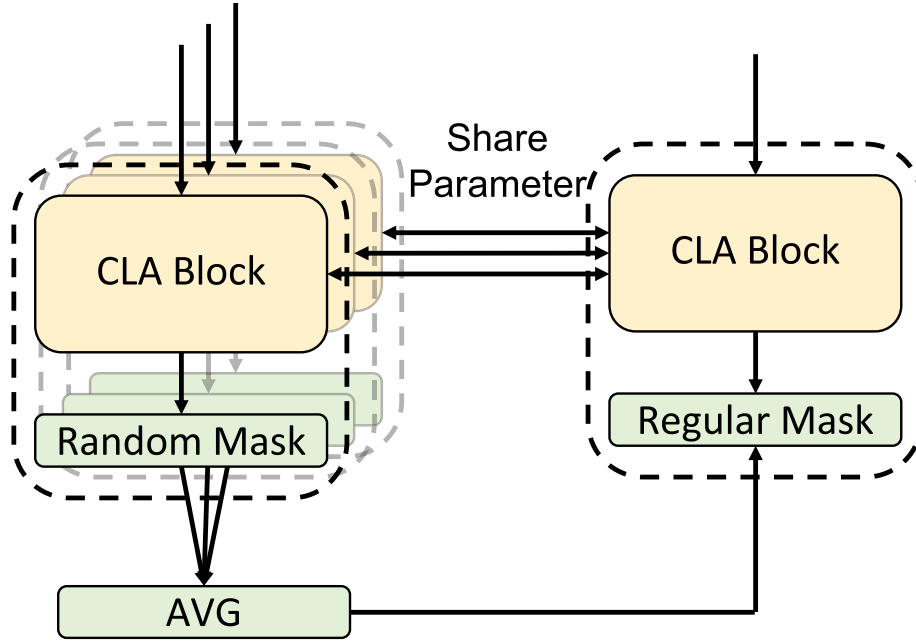 Share
Parameter
CLA Block
CLA Block
Random Mask
Regular Mask
AVG